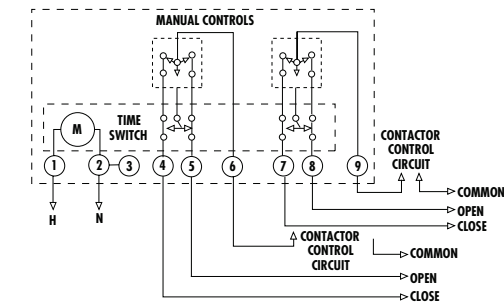 MANUAL CONTROLS
TIME
SWITCH
M
1
2
3
4
5
6
7
8
9
H
N
CONTACTOR
CONTROL
CIRCUIT
COMMON
OPEN
CLOSE
CONTACTOR
CONTROL
CIRCUIT
COMMON
OPEN
CLOSE